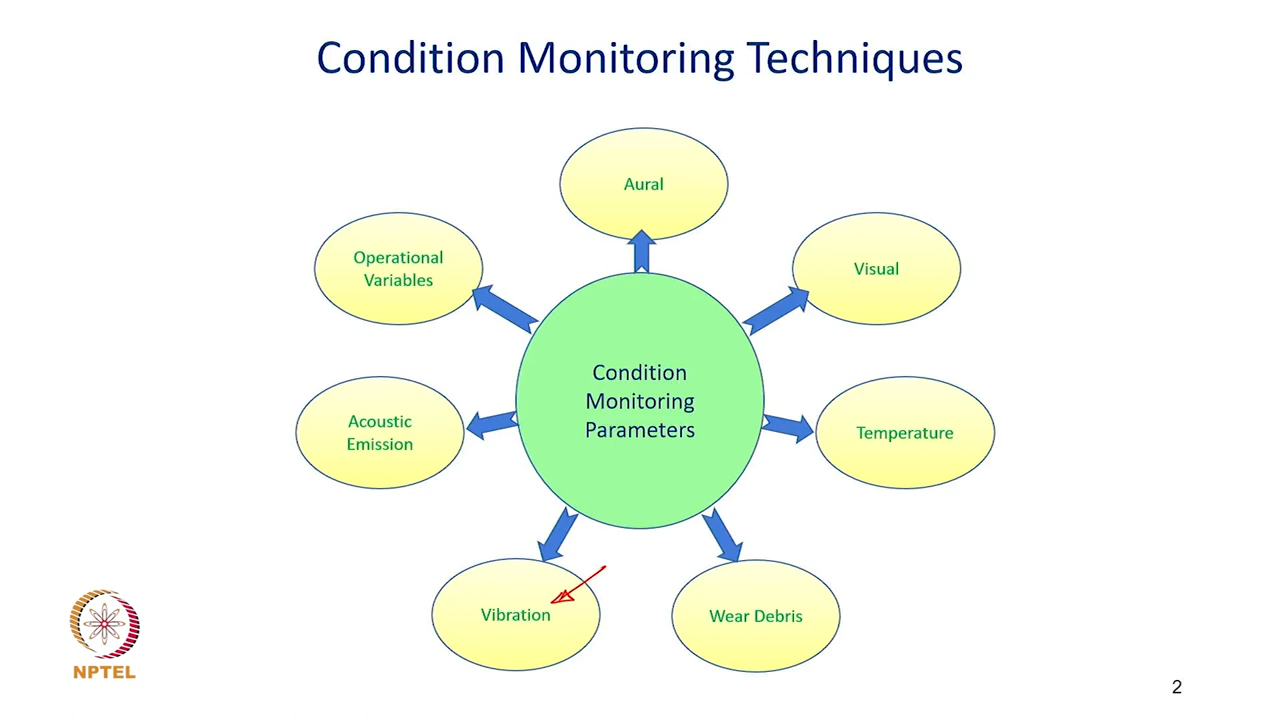 Condition Monitoring Techniques
Aural
Operational
Variables
Visual
Condition
Monitoring
Parameters
Acoustic
Emission
Temperature
Vibration
Wear Debris
NPTEL
2